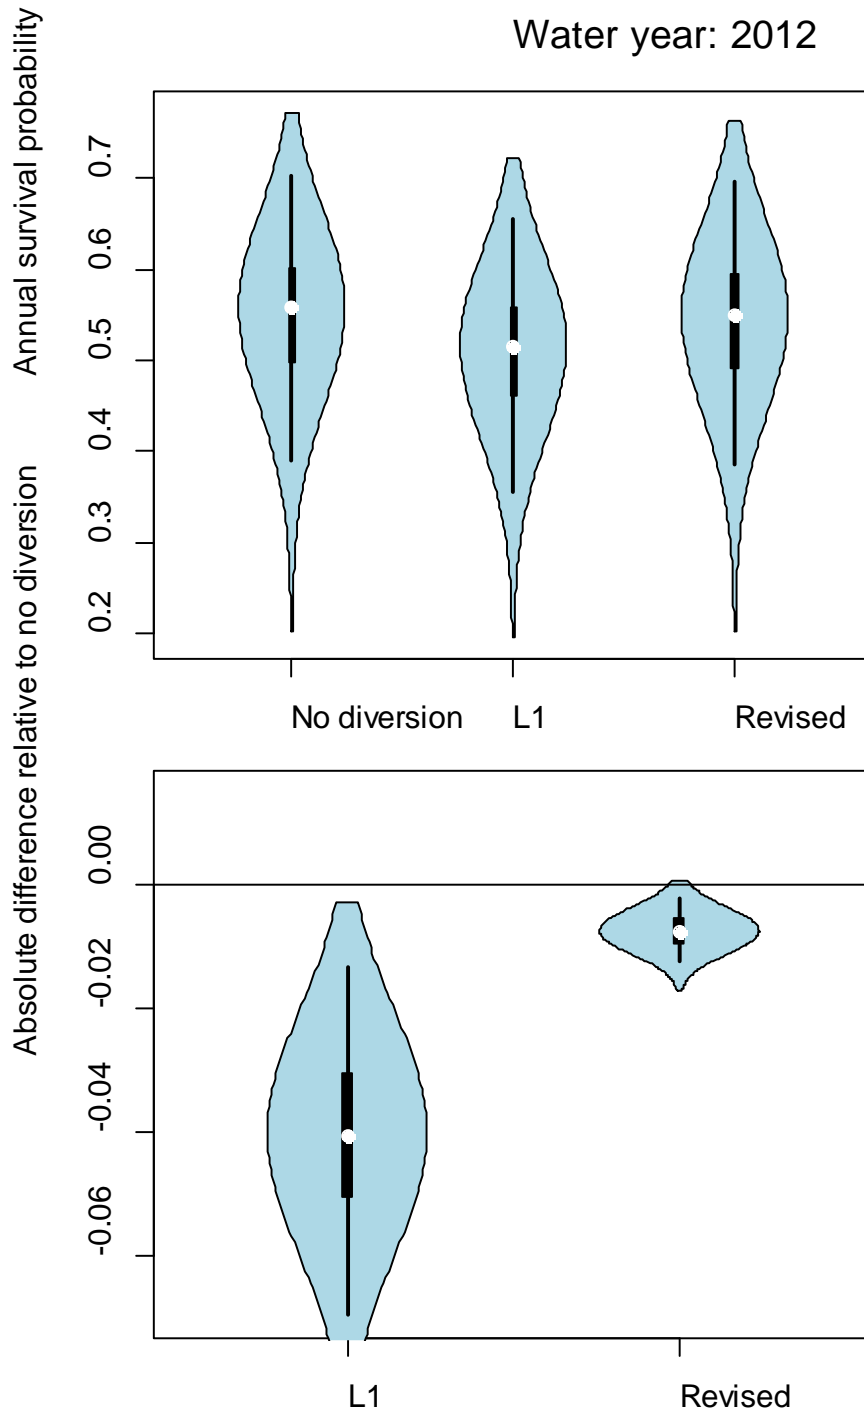 Water year: 2012
Annual survival probability
0.7
0.6
0.5
0.4
0.3
0.2
No diversion L1 Revised
Absolute difference relative to no diversion
0.00
-0.02
-0.04
-0.06
L1 Revised